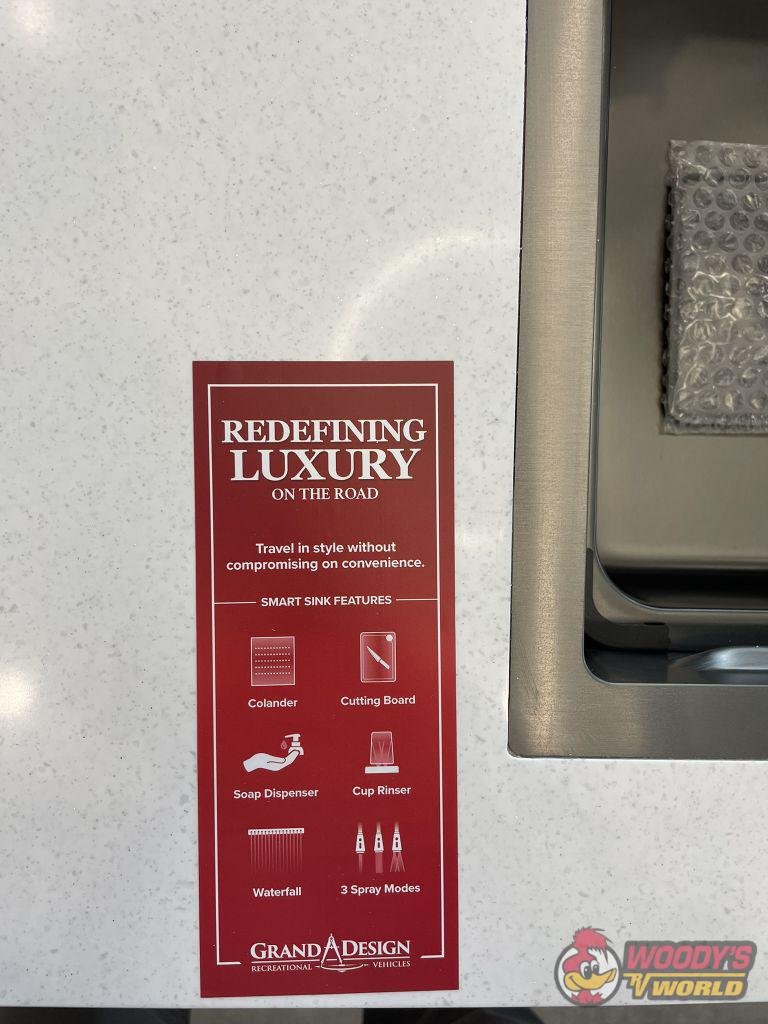 REDEFINING
LUXURY
ON THE ROAD
Travel in style without
compromising on convenience.
SMART SINK FEATURES
Colander
Cutting Board
Soap Dispenser
Cup Rinser
Waterfall
3 Spray Modes
GRAND DESIGN
RECREATIONAL VEHICLES
WOODY'S
RV WORLD